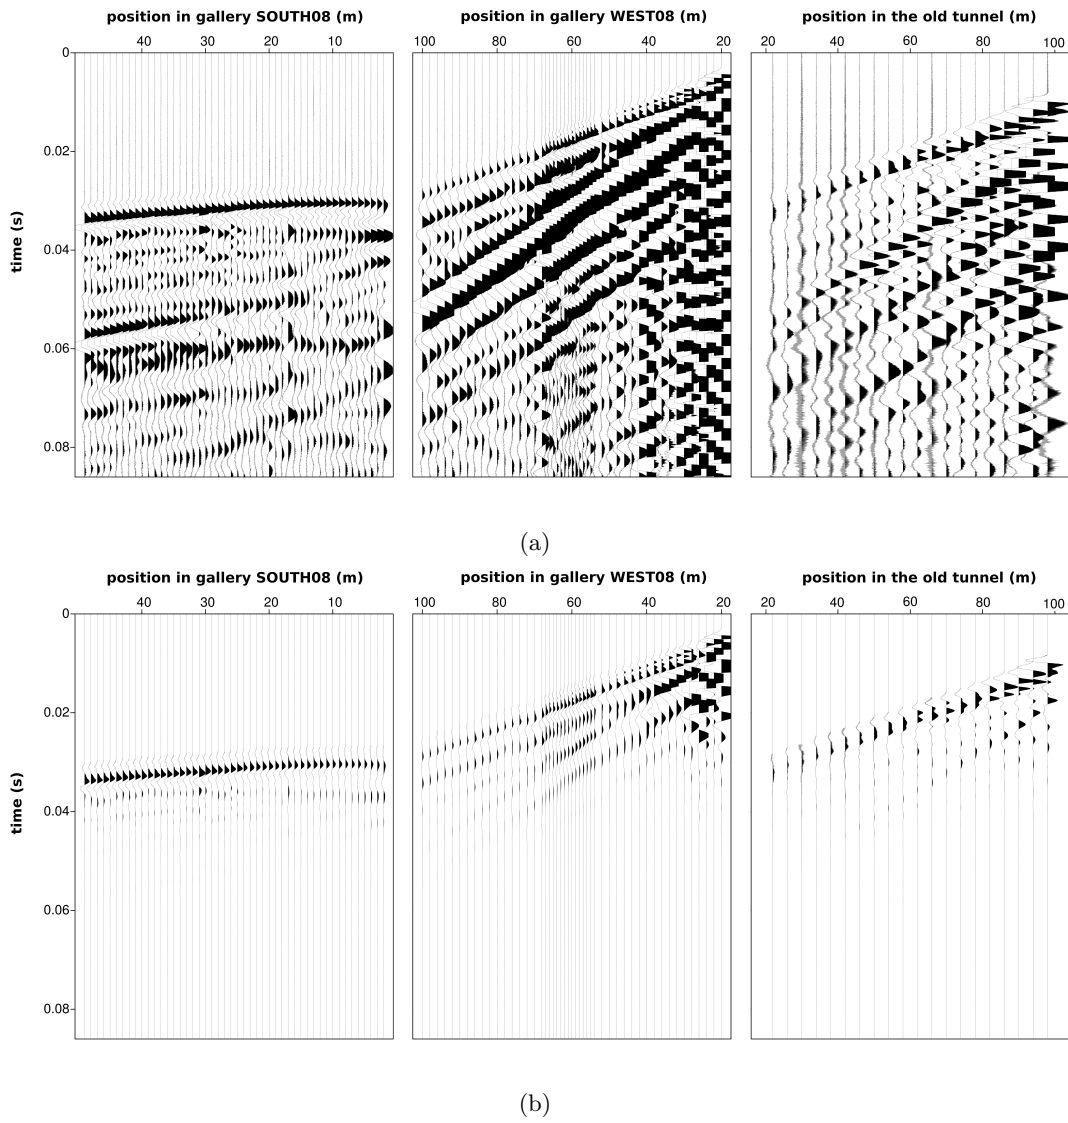 position in gallery SOUTH08 (m) position in gallery WEST08 (m) position in the old tunnel (m)
40 30 20 10 100 80 60 40 20 20 40 60 80 100
0
0.02
0.04
0.06
0.08
time (s)
(a)
position in gallery SOUTH08 (m) position in gallery WEST08 (m) position in the old tunnel (m)
40 30 20 10 100 80 60 40 20 20 40 60 80 100
0
0.02
0.04
0.06
0.08
time (s)
(b)